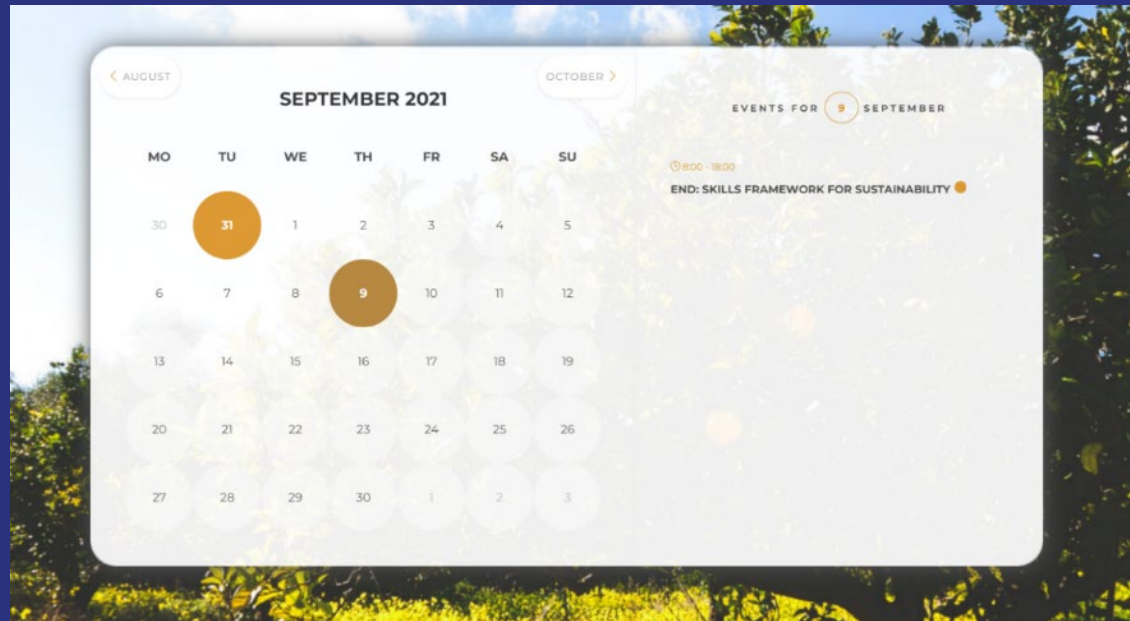 AUGUST
OCTOBER
SEPTEMBER 2021
MO TU WE TH FR SA SU
30 31 1 2 3 4 5
6 7 8 9 10 11 12
13 14 15 16 17 18 19
20 21 22 23 24 25 26
27 28 29 30 1 2 3
EVENTS FOR 9 SEPTEMBER
8:00 - 18:00
END: SKILLS FRAMEWORK FOR SUSTAINABILITY